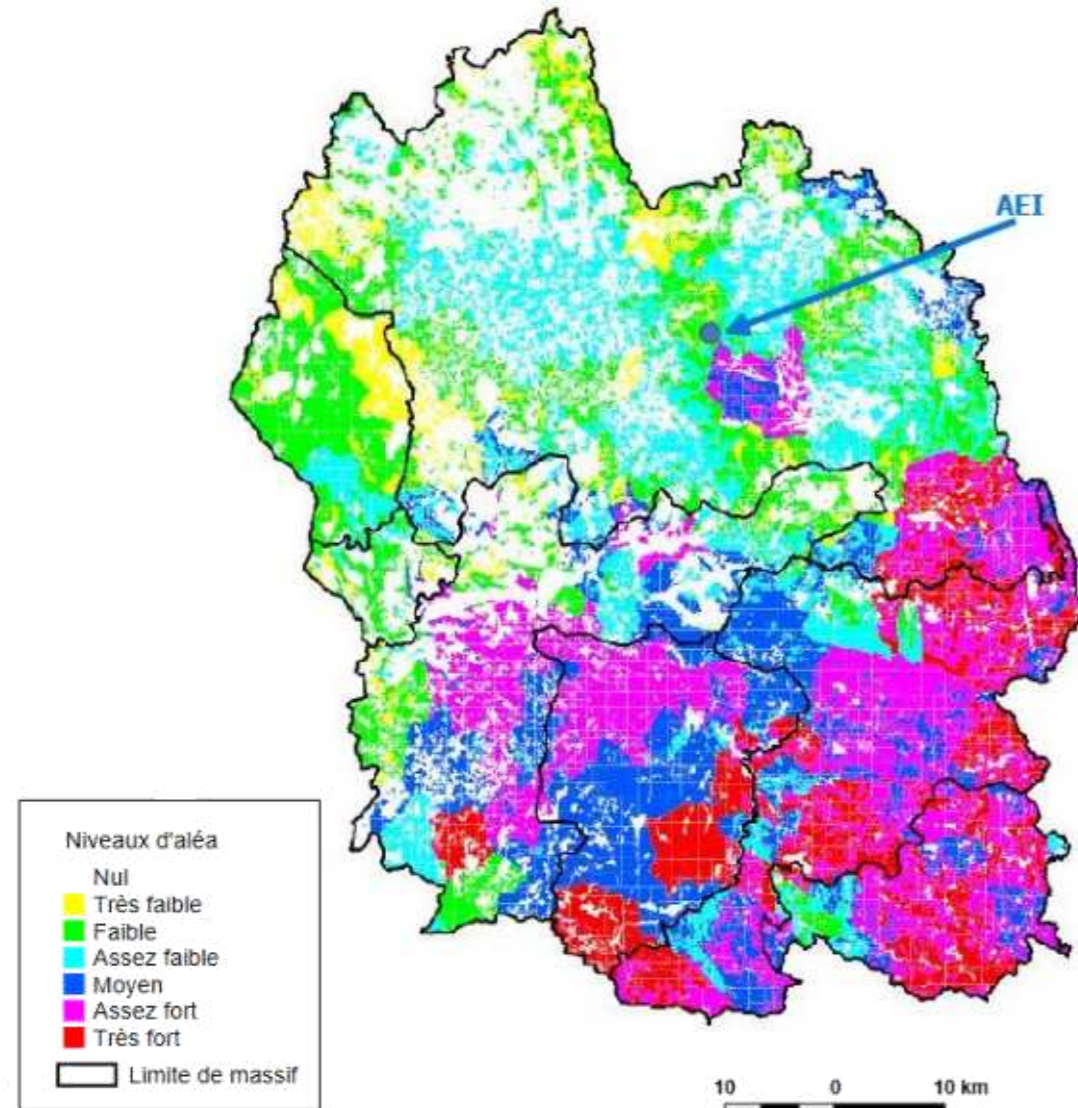 AEI
Niveaux d'aléa
Nul
Très faible
Faible
Assez faible
Moyen
Assez fort
Très fort
Limite de massif
10 0 10 km